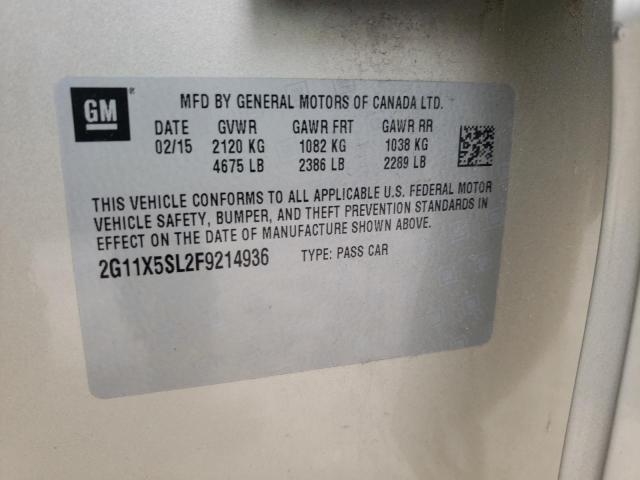 GM ®
MFD BY GENERAL MOTORS OF CANADA LTD.
DATE GVWR GAWR FRT GAWR RR
02/15 2120 KG 1082 KG 1038 KG
4675 LB 2386 LB 2289 LB
THIS VEHICLE CONFORMS TO ALL APPLICABLE U.S. FEDERAL MOTOR
VEHICLE SAFETY, BUMPER, AND THEFT PREVENTION STANDARDS IN
EFFECT ON THE DATE OF MANUFACTURE SHOWN ABOVE.
2G11X5SL2F9214936 TYPE: PASS CAR